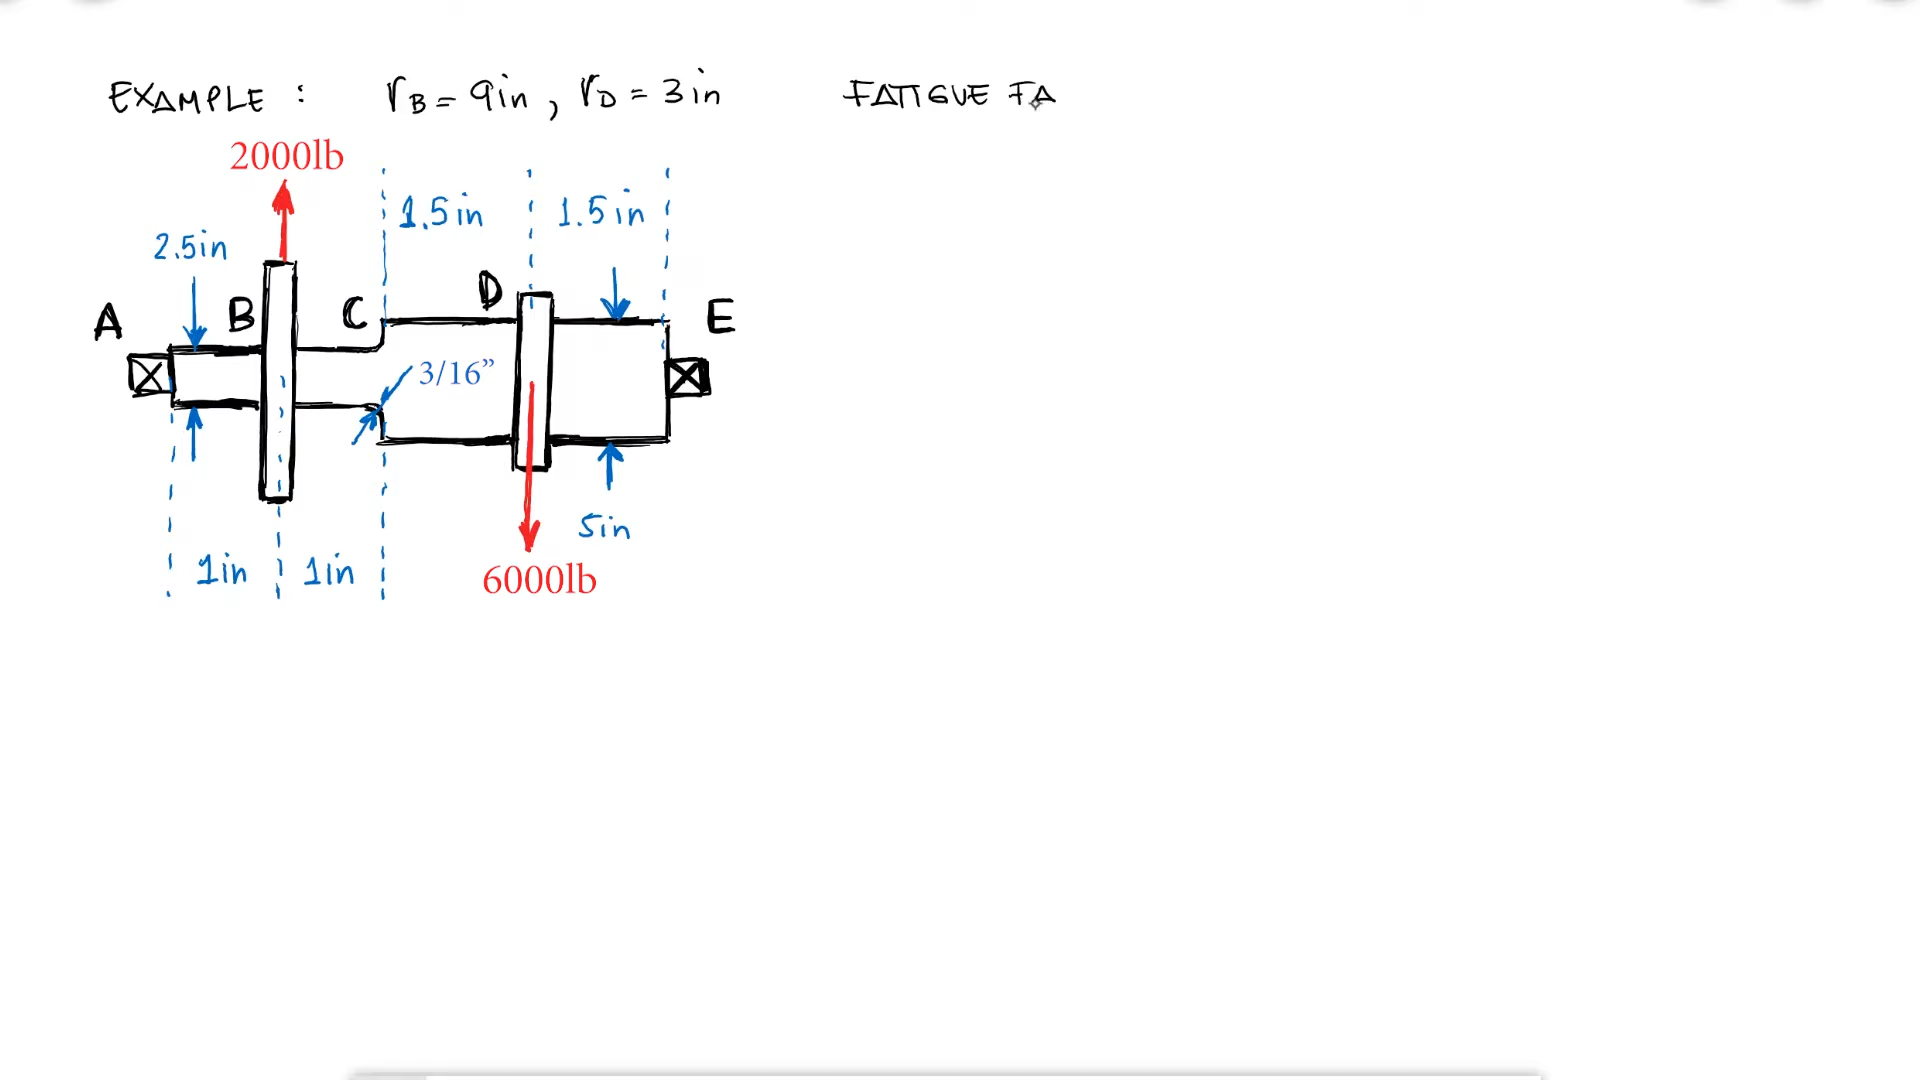 EXAMPLE : rB = 9in , rD = 3in FATIGUE FA
2000lb
1.5in 1.5in
2.5in
A B C D E
3/16”
5in
1in 1in
6000lb